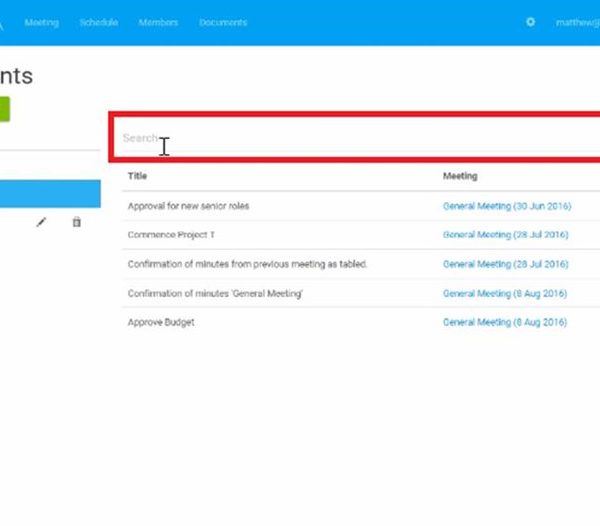 Meeting Schedule Members Documents matthew@
nts
Search
Title Meeting
Approval for new senior roles General Meeting (30 Jun 2016)
Commence Project T General Meeting (28 Jul 2016)
Confirmation of minutes from previous meeting as tabled. General Meeting (28 Jul 2016)
Confirmation of minutes 'General Meeting' General Meeting (8 Aug 2016)
Approve Budget General Meeting (8 Aug 2016)